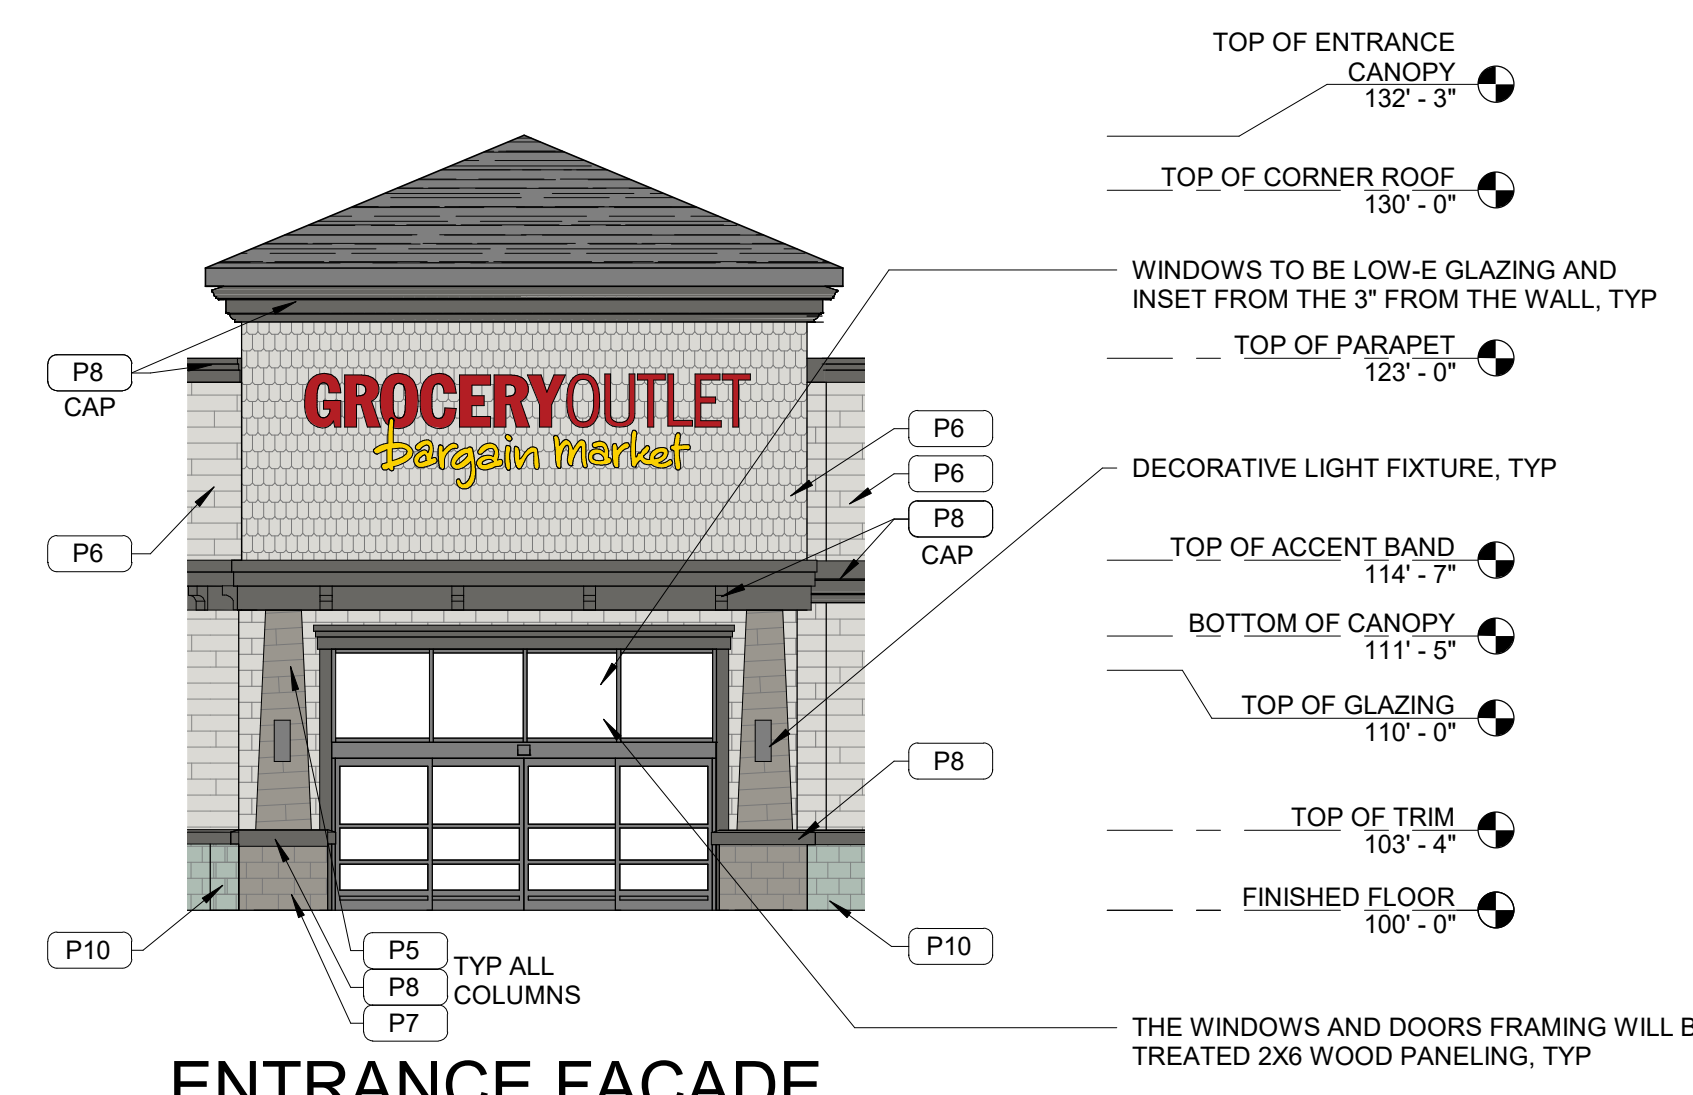 TOP OF ENTRANCE
CANOPY
132' - 3"
TOP OF CORNER ROOF
130' - 0"
WINDOWS TO BE LOW-E GLAZING AND
INSET FROM THE 3" FROM THE WALL, TYP
TOP OF PARAPET
123' - 0"
P8
CAP
GROCERYOUTLET
bargain market
P6
P6
DECORATIVE LIGHT FIXTURE, TYP
P8
CAP
P6
TOP OF ACCENT BAND
114' - 7"
BOTTOM OF CANOPY
111' - 5"
TOP OF GLAZING
110' - 0"
P8
TOP OF TRIM
103' - 4"
FINISHED FLOOR
100' - 0"
P10
P5
P8
P7
TYP ALL
COLUMNS
P10
THE WINDOWS AND DOORS FRAMING WILL B
TREATED 2X6 WOOD PANELING, TYP
ENTRANCE FACADE